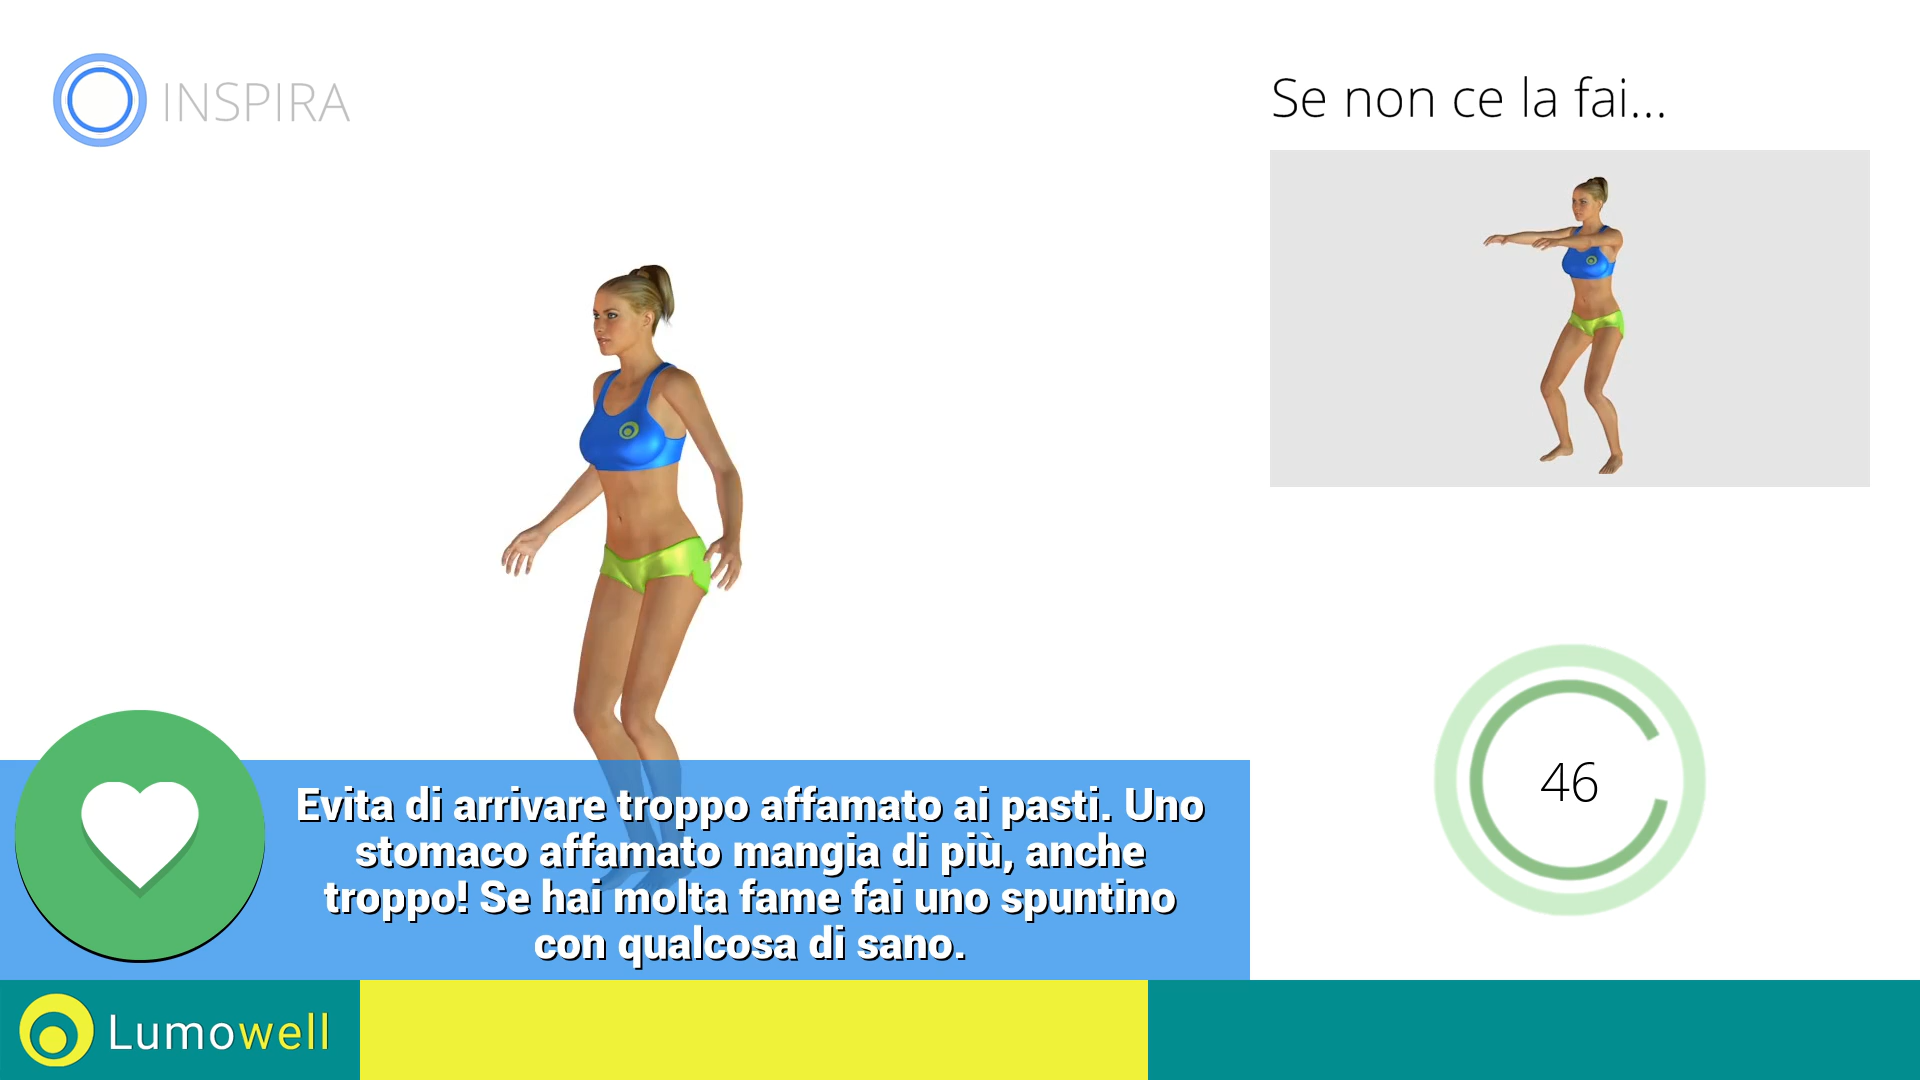 INSPIRA
Se non ce la fai...
46
Evita di arrivare troppo affamato ai pasti. Uno
stomaco affamato mangia di più, anche
troppo! Se hai molta fame fai uno spuntino
con qualcosa di sano.
Lumowell